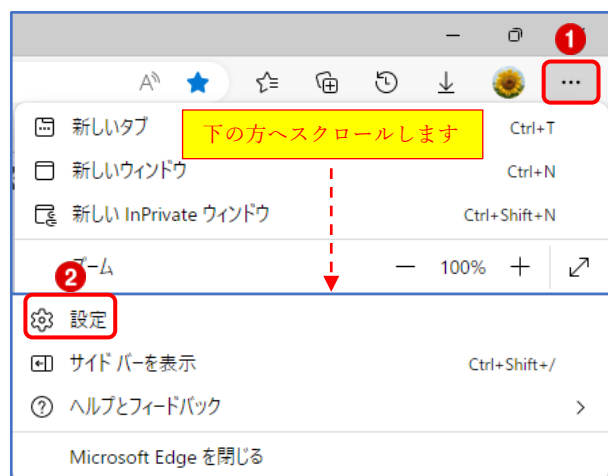 1
新しいタブ
下の方へスクロールします
Ctrl+T
新しいウィンドウ
Ctrl+N
新しい InPrivate ウィンドウ
Ctrl+Shift+N
ズーム
100%
2
設定
サイド バーを表示
Ctrl+Shift+/
ヘルプとフィードバック
Microsoft Edge を閉じる